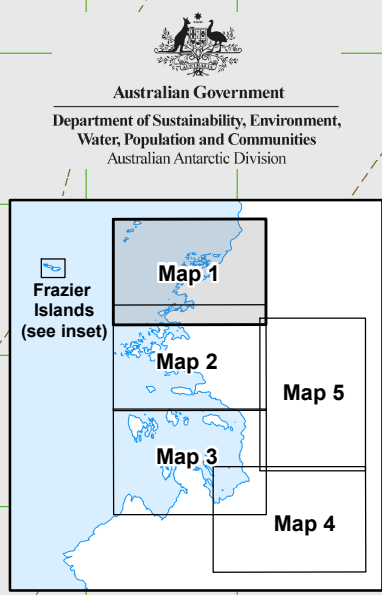 Australian Government
Department of Sustainability, Environment,
Water, Population and Communities
Australian Antarctic Division
Map 1
Frazier
Islands
(see inset)
Map 2
Map 5
Map 3
Map 4